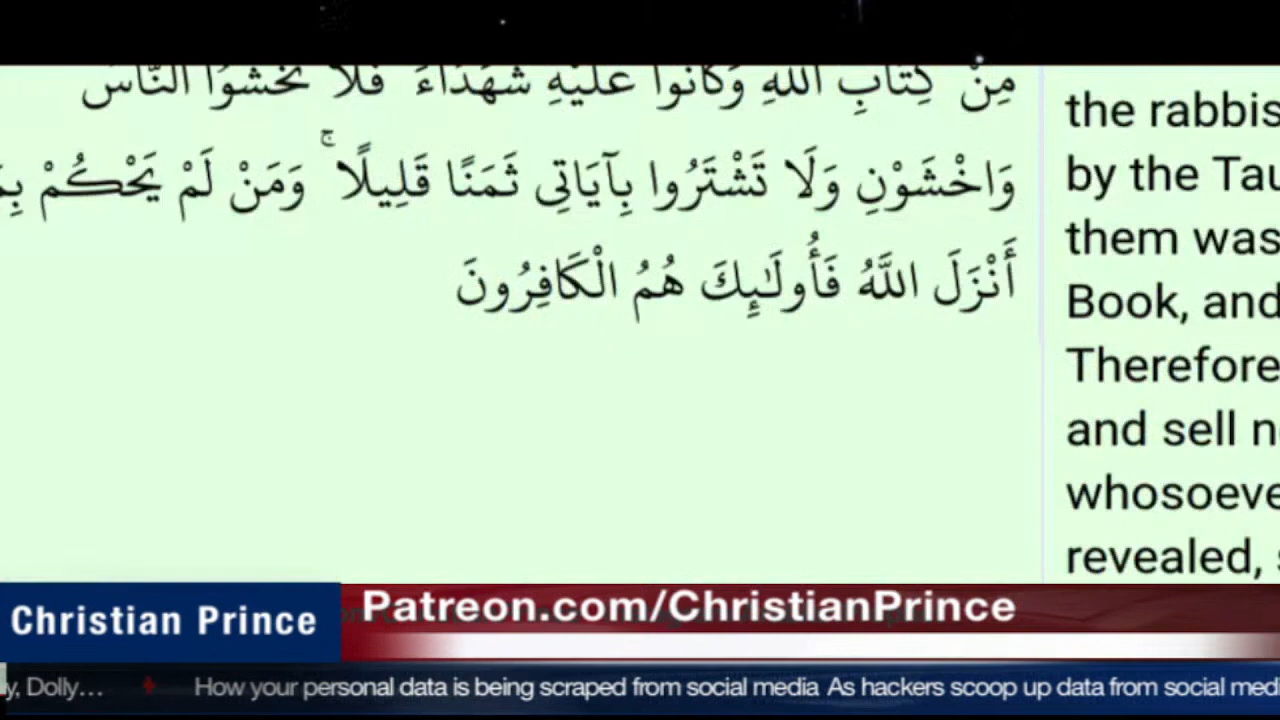 مِنْ كِتَابِ اللَّهِ وَكَانُوا عَلَيْهِ شُهَدَاءَ فَلَا تَخْشَوُا النَّاسَ
وَاخْشَوْنِ وَلَا تَشْتَرُوا بِآيَاتِي ثَمَنًا قَلِيلًا ۚ وَمَنْ لَمْ يَحْكُمْ
أَنْزَلَ اللَّهُ فَأُولَٰئِكَ هُمُ الْكَافِرُونَ
the rabbis
by the Tau
them was
Book, and
Therefore
and sell n
whosoeve
revealed,
Christian Prince
Patreon.com/ChristianPrince
y, Dolly... How your personal data is being scraped from social media As hackers scoop up data from social medi